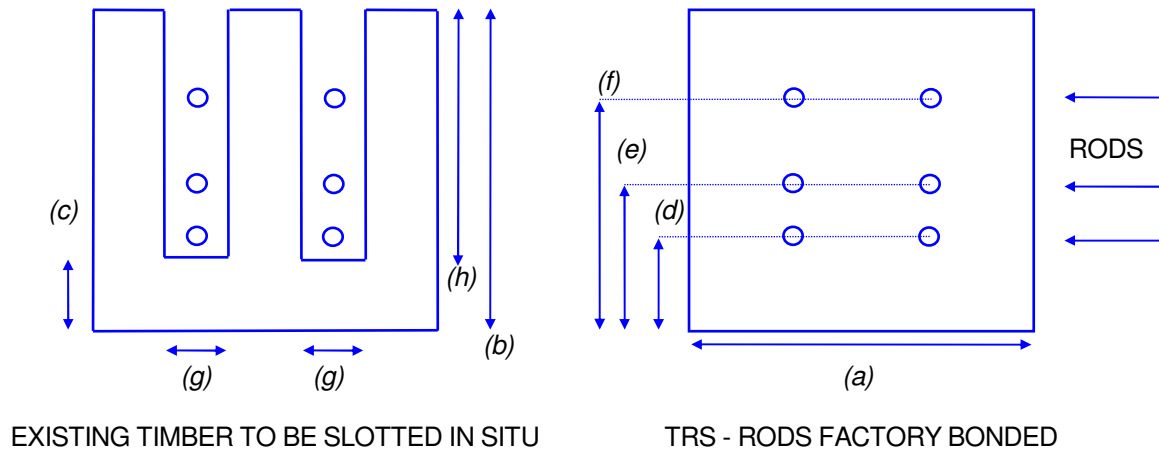 (f)
(e)
RODS
(c)
(d)
(h)
(b)
(g)
(g)
(a)
EXISTING TIMBER TO BE SLOTTED IN SITU
TRS - RODS FACTORY BONDED